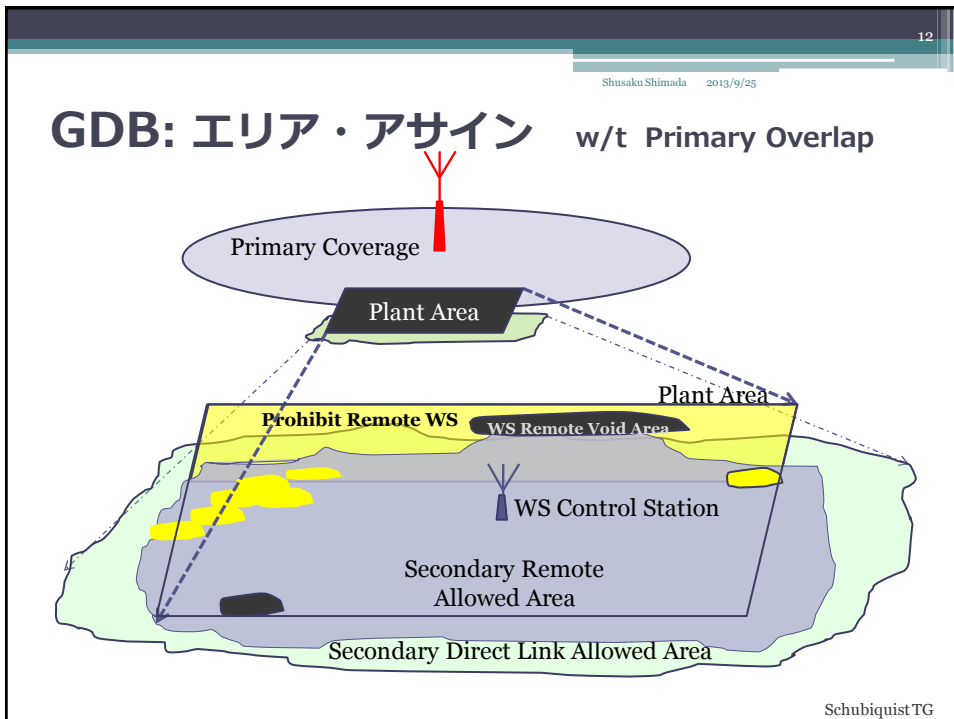 12
Shusaku Shimada 2013/9/25
GDB: エリア・アサイン w/t Primary Overlap
Primary Coverage
Plant Area
Plant Area
Prohibit Remote WS
WS Remote Void Area
WS Control Station
Secondary Remote
Allowed Area
Secondary Direct Link Allowed Area
Schubiquist TG